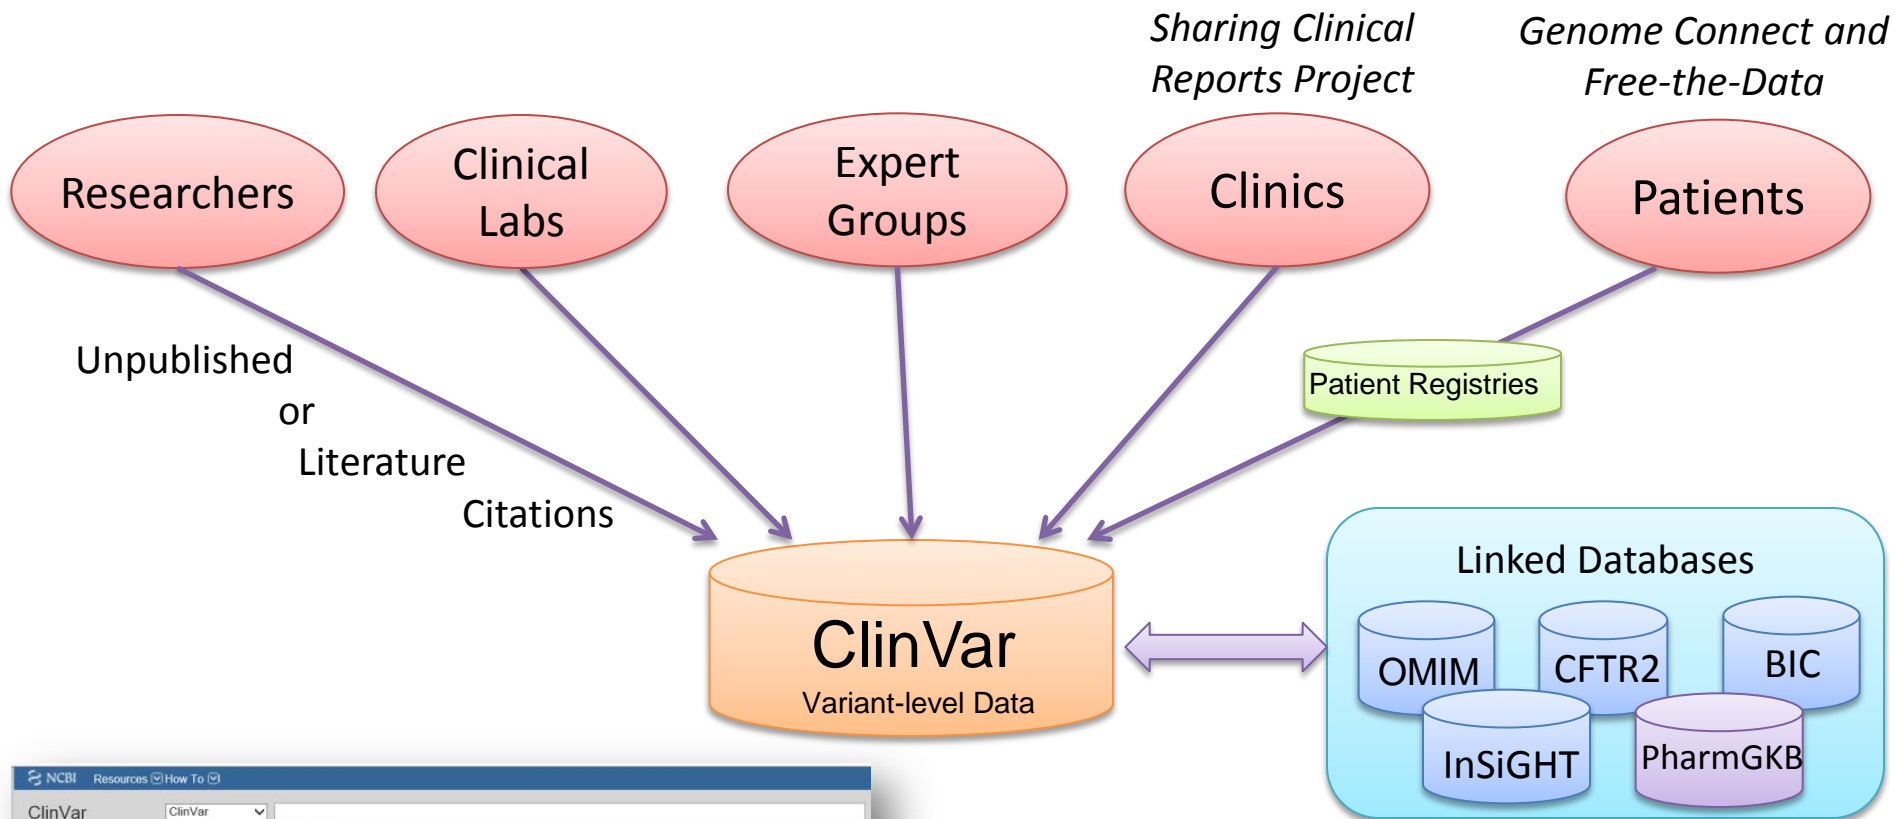 Sharing Clinical
Reports Project
Genome Connect and
Free-the-Data
Researchers
Clinical
Labs
Expert
Groups
Clinics
Patients
Unpublished
or
Literature
Citations
Patient Registries
ClinVar
Variant-level Data
Linked Databases
OMIM
CFTR2
BIC
InSiGHT
PharmGKB
NCBI Resources How To
ClinVar ClinVar